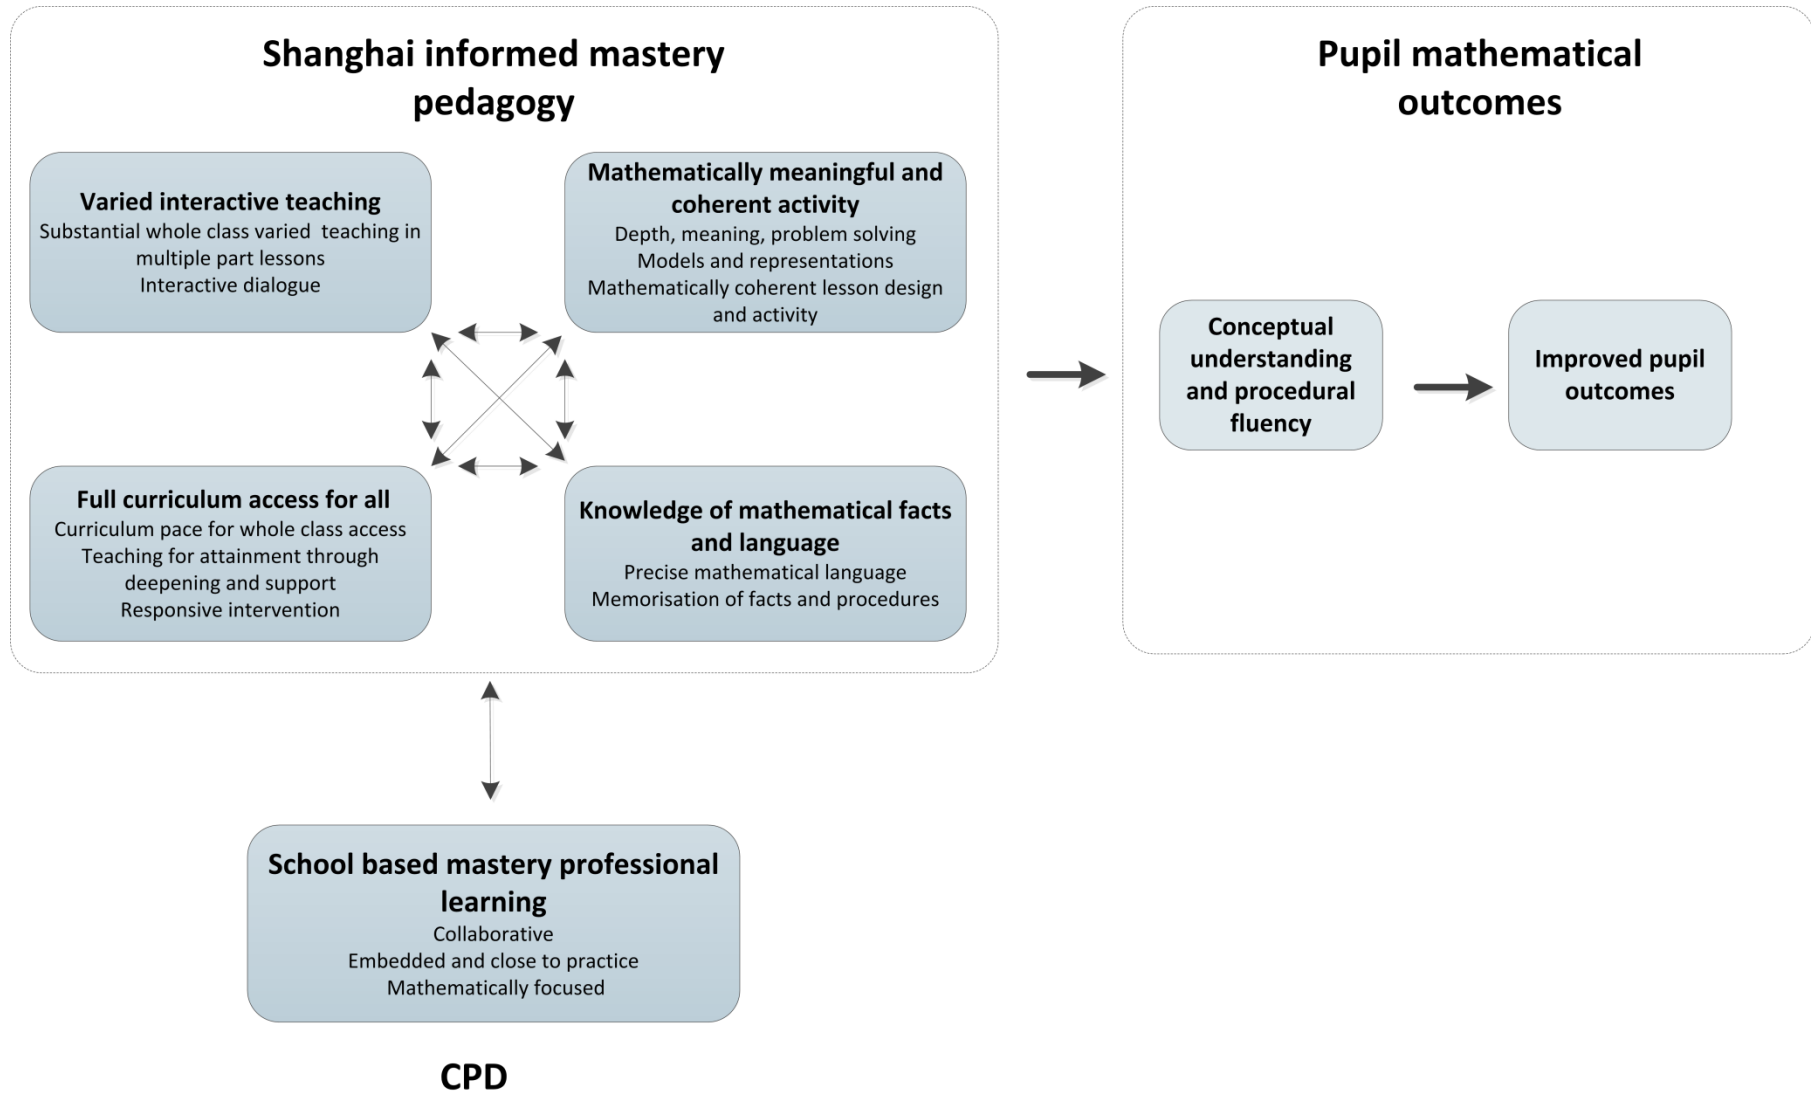 Shanghai informed mastery
pedagogy
Varied interactive teaching
Substantial whole class varied teaching in
multiple part lessons
Interactive dialogue
Mathematically meaningful and
coherent activity
Depth, meaning, problem solving
Models and representations
Mathematically coherent lesson design
and activity
Full curriculum access for all
Curriculum pace for whole class access
Teaching for attainment through
deepening and support
Responsive intervention
Knowledge of mathematical facts
and language
Precise mathematical language
Memorisation of facts and procedures
Pupil mathematical
outcomes
Conceptual
understanding
and procedural
fluency
Improved pupil
outcomes
School based mastery professional
learning
Collaborative
Embedded and close to practice
Mathematically focused
CPD